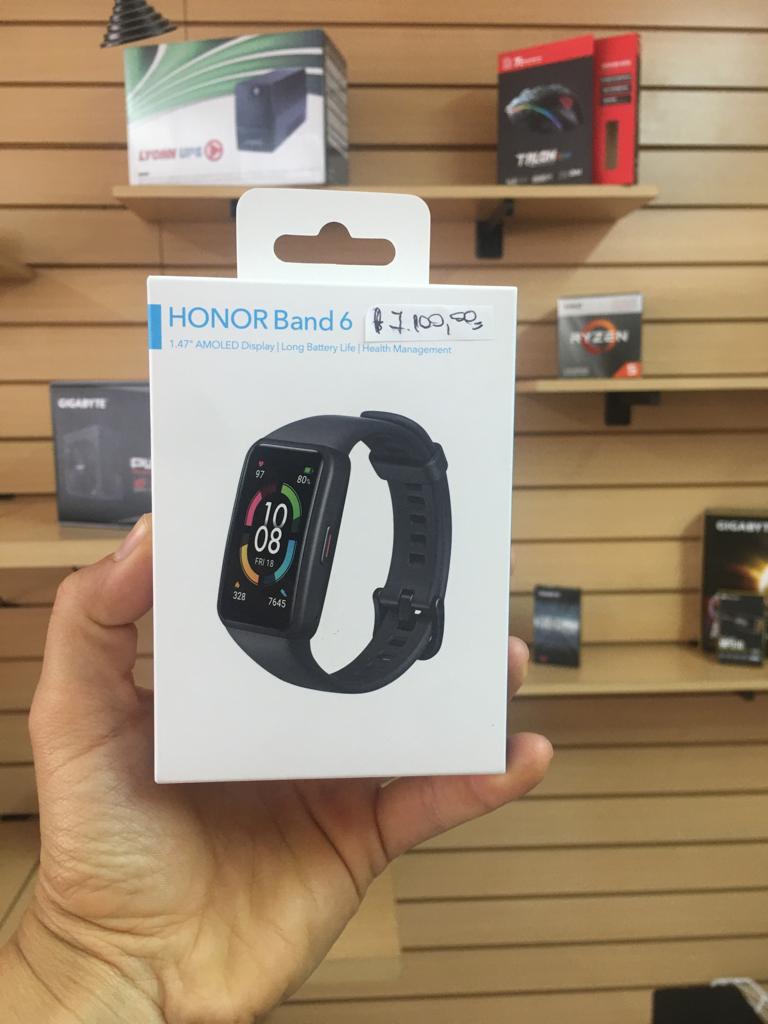 LYONN UPS
TALON
HONOR Band 6
$ 7.100,00
1.47" AMOLED Display | Long Battery Life | Health Management
RYZEN
5
GIGABYTE
97
80%
10
08
FRI 18
328
7645
GIGABYTE